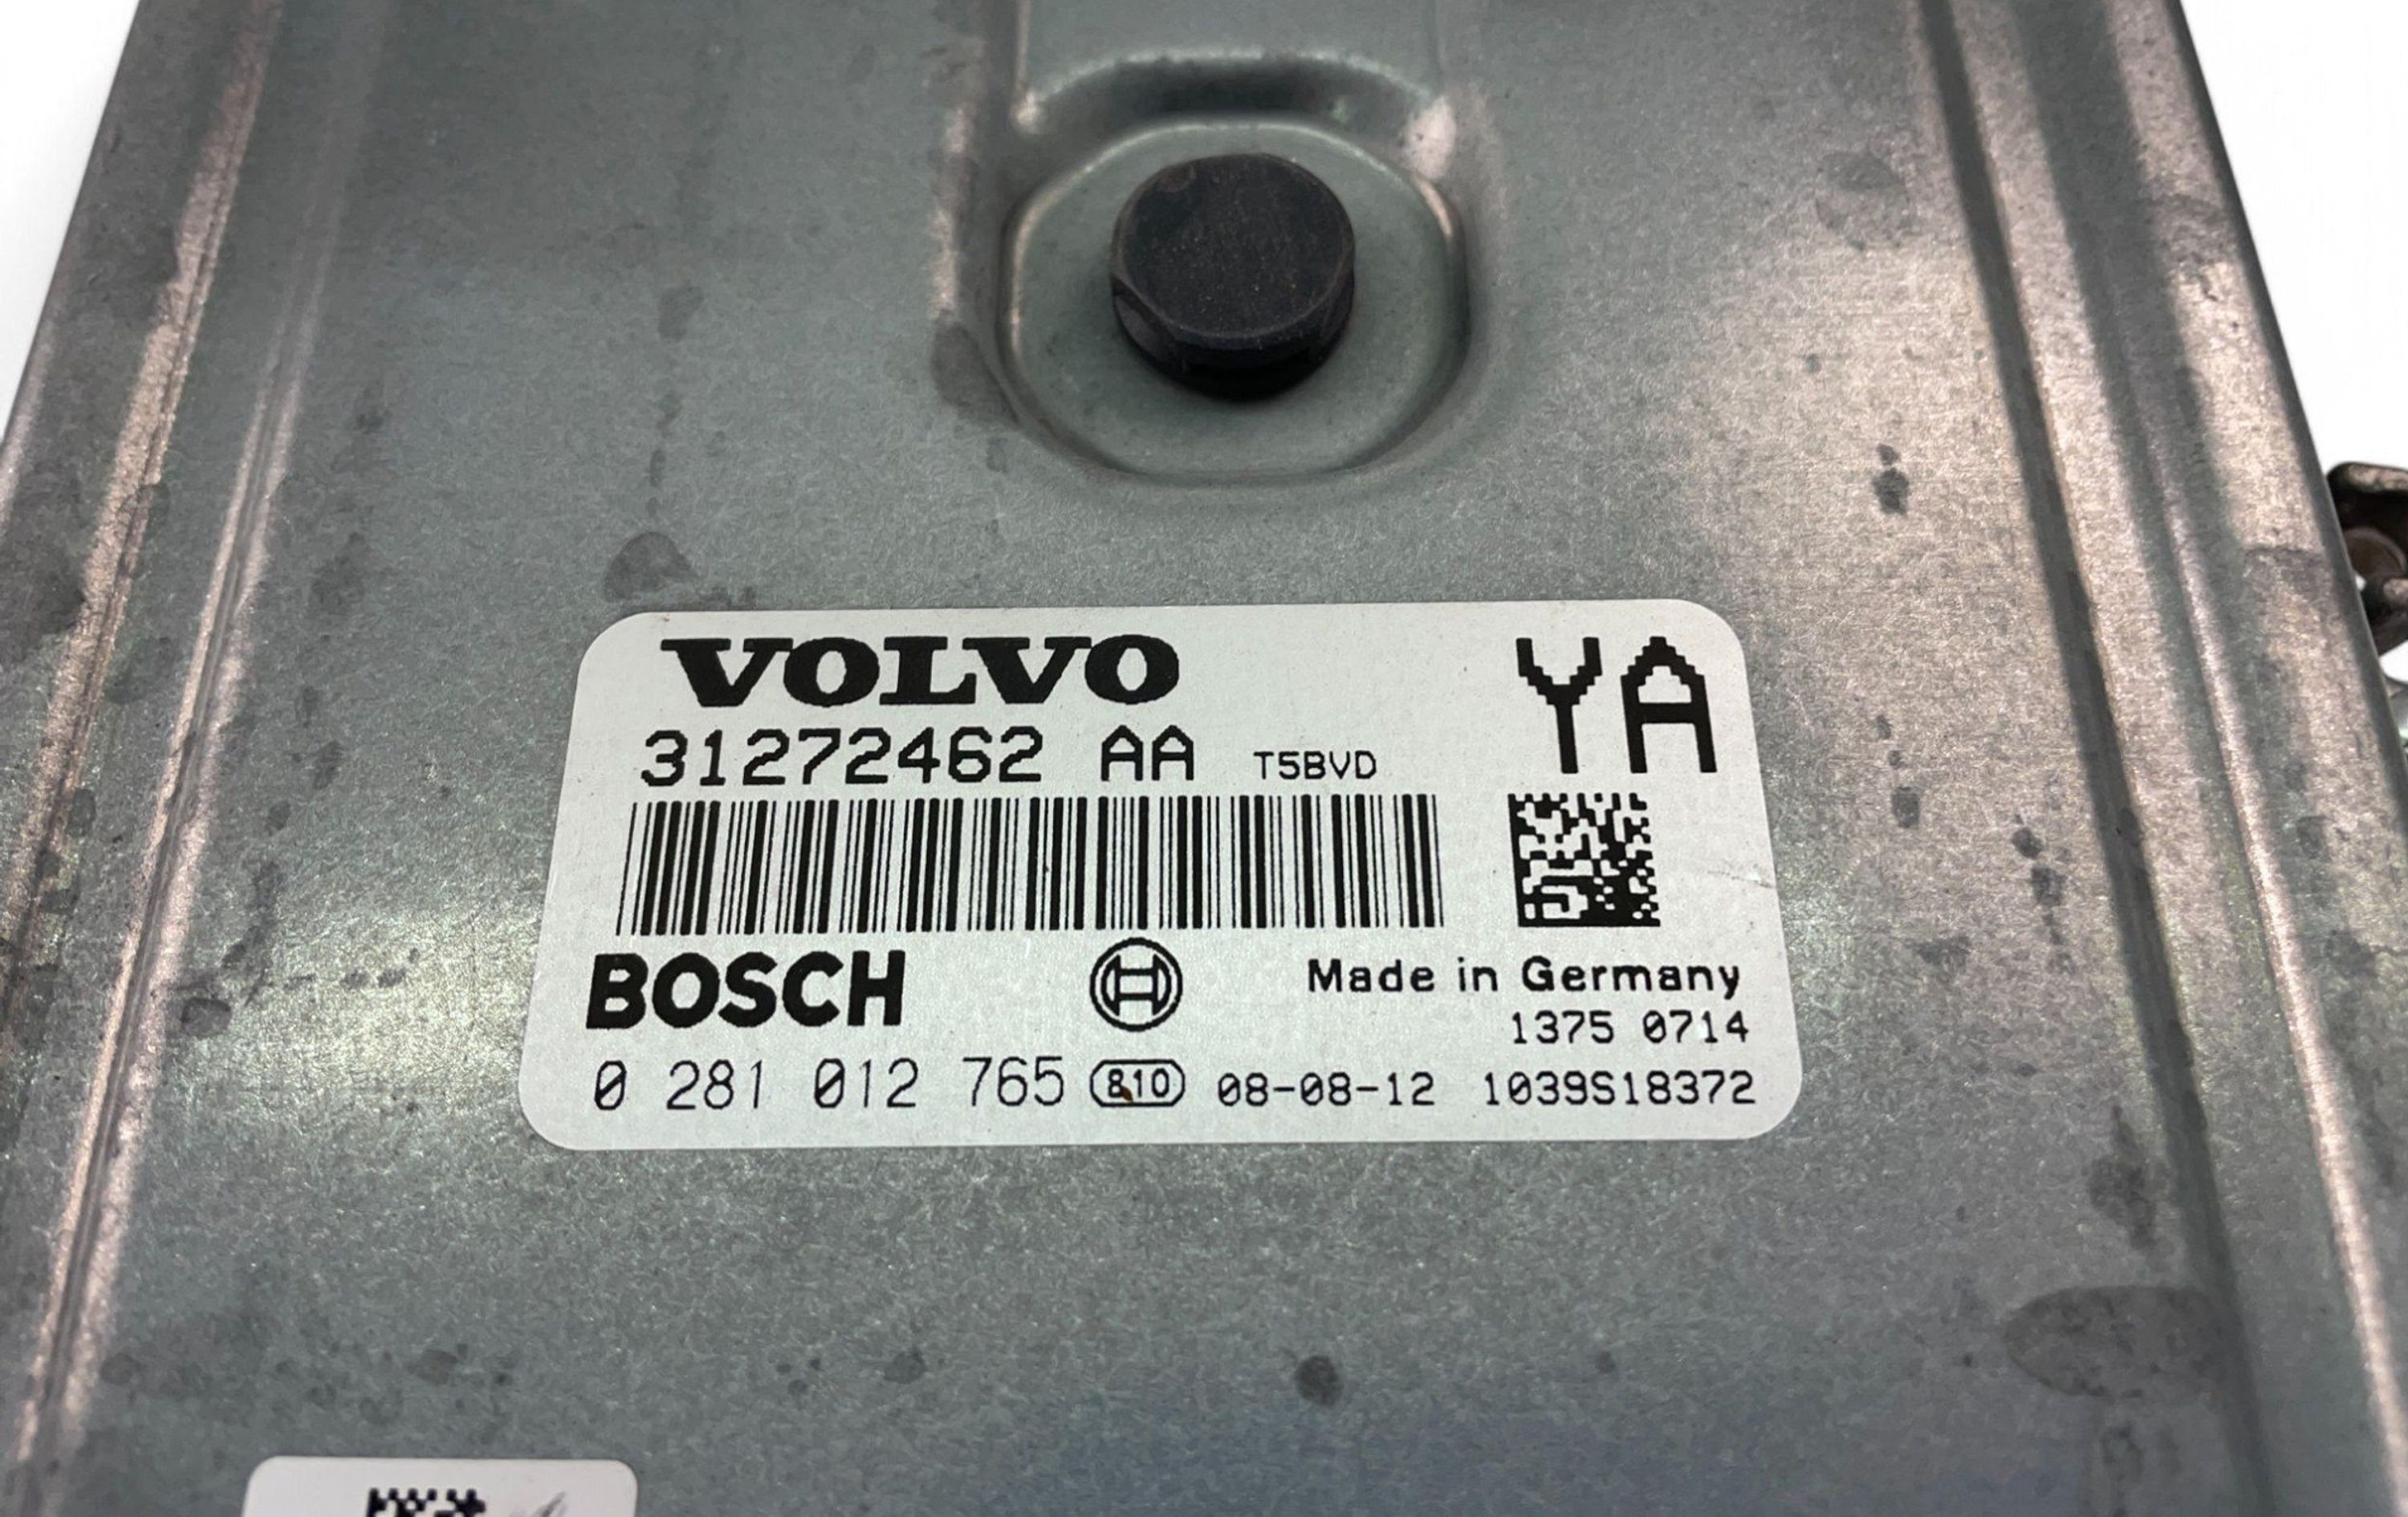 VOLVO YA
31272462 AA T5BVD
BOSCH Made in Germany
1375 0714
0 281 012 765 810 08-08-12 1039S18372